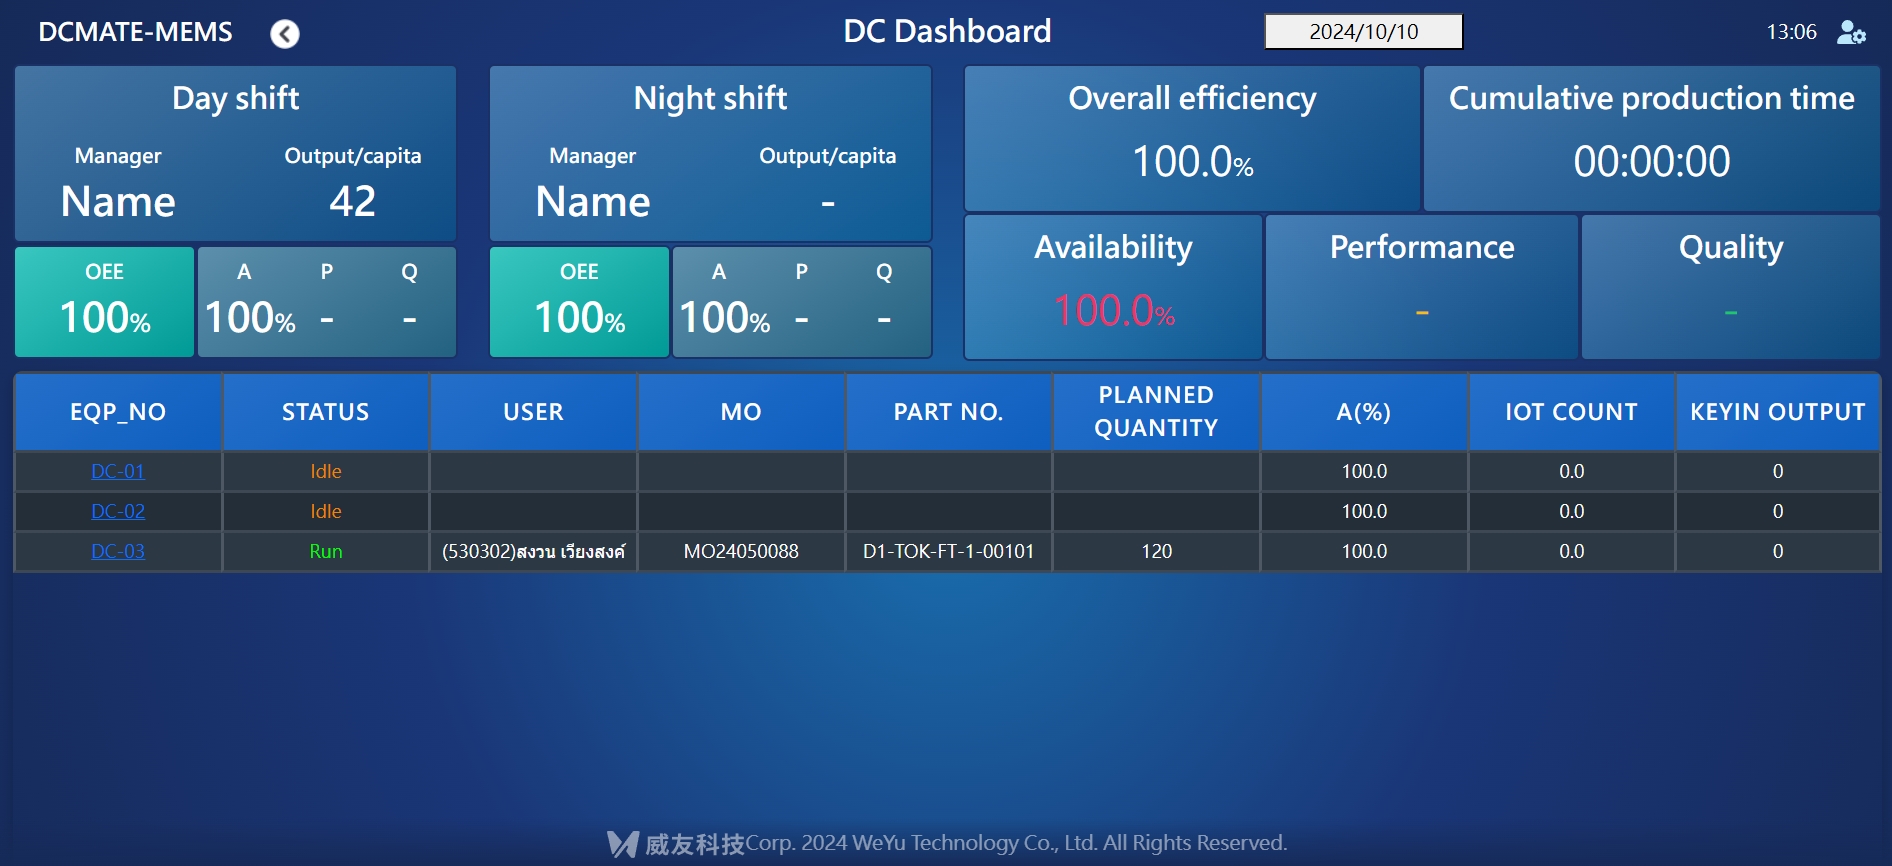 DCMATE-MEMS
DC Dashboard
2024/10/10
13:06
Day shift
Manager Output/capita
Name 42
OEE A P Q
100% 100% - -
Night shift
Manager Output/capita
Name -
OEE A P Q
100% 100% - -
Overall efficiency
100.0%
Cumulative production time
00:00:00
Availability
100.0%
Performance
-
Quality
-
EQP_NO STATUS USER MO PART NO. PLANNED QUANTITY A(%) IOT COUNT KEYIN OUTPUT
DC-01 Idle 100.0 0.0 0
DC-02 Idle 100.0 0.0 0
DC-03 Run (530302)สงวน เวียงสงค์ MO24050088 D1-TOK-FT-1-00101 120 100.0 0.0 0
威友科技Corp. 2024 WeYu Technology Co., Ltd. All Rights Reserved.